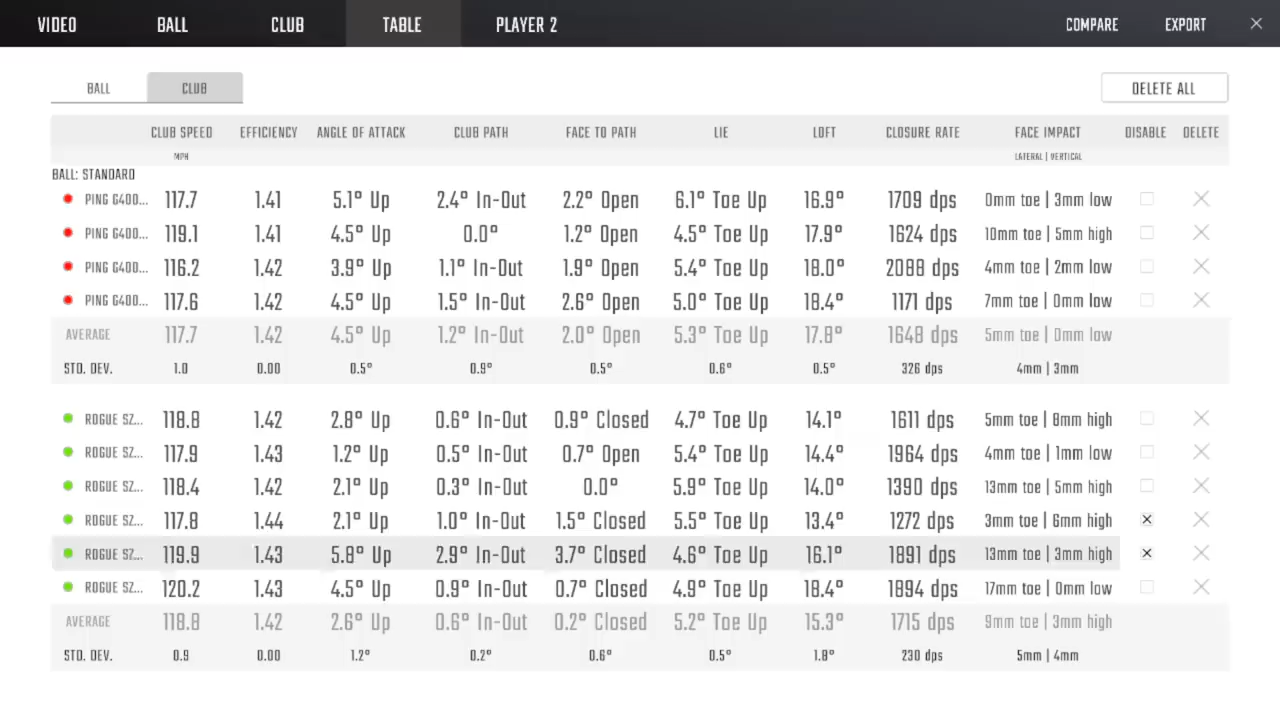 VIDEO BALL CLUB TABLE PLAYER 2 COMPARE EXPORT ×
BALL CLUB DELETE ALL
CLUB SPEED EFFICIENCY ANGLE OF ATTACK CLUB PATH FACE TO PATH LIE LOFT CLOSURE RATE FACE IMPACT DISABLE DELETE
MPH LATERAL | VERTICAL
BALL: STANDARD
PING G400... 117.7 1.41 5.1° Up 2.4° In-Out 2.2° Open 6.1° Toe Up 16.9° 1709 dps 0mm toe | 3mm low
PING G400... 119.1 1.41 4.5° Up 0.0° 1.2° Open 4.5° Toe Up 17.9° 1624 dps 10mm toe | 5mm high
PING G400... 116.2 1.42 3.9° Up 1.1° In-Out 1.9° Open 5.4° Toe Up 18.0° 2088 dps 4mm toe | 2mm low
PING G400... 117.6 1.42 4.5° Up 1.5° In-Out 2.6° Open 5.0° Toe Up 18.4° 1171 dps 7mm toe | 0mm low
AVERAGE 117.7 1.42 4.5° Up 1.2° In-Out 2.0° Open 5.3° Toe Up 17.8° 1648 dps 5mm toe | 0mm low
STD. DEV. 1.0 0.00 0.5° 0.9° 0.5° 0.6° 0.5° 326 dps 4mm | 3mm
ROGUE SZ... 118.8 1.42 2.8° Up 0.6° In-Out 0.9° Closed 4.7° Toe Up 14.1° 1611 dps 5mm toe | 8mm high
ROGUE SZ... 117.9 1.43 1.2° Up 0.5° In-Out 0.7° Open 5.4° Toe Up 14.4° 1964 dps 4mm toe | 1mm low
ROGUE SZ... 118.4 1.42 2.1° Up 0.3° In-Out 0.0° 5.9° Toe Up 14.0° 1390 dps 13mm toe | 5mm high
ROGUE SZ... 117.8 1.44 2.1° Up 1.0° In-Out 1.5° Closed 5.5° Toe Up 13.4° 1272 dps 3mm toe | 6mm high
ROGUE SZ... 119.9 1.43 5.8° Up 2.9° In-Out 3.7° Closed 4.6° Toe Up 16.1° 1891 dps 13mm toe | 3mm high
ROGUE SZ... 120.2 1.43 4.5° Up 0.9° In-Out 0.7° Closed 4.9° Toe Up 18.4° 1894 dps 17mm toe | 0mm low
AVERAGE 118.8 1.42 2.6° Up 0.6° In-Out 0.2° Closed 5.2° Toe Up 15.3° 1715 dps 9mm toe | 3mm high
STD. DEV. 0.9 0.00 1.2° 0.2° 0.6° 0.5° 1.8° 230 dps 5mm | 4mm